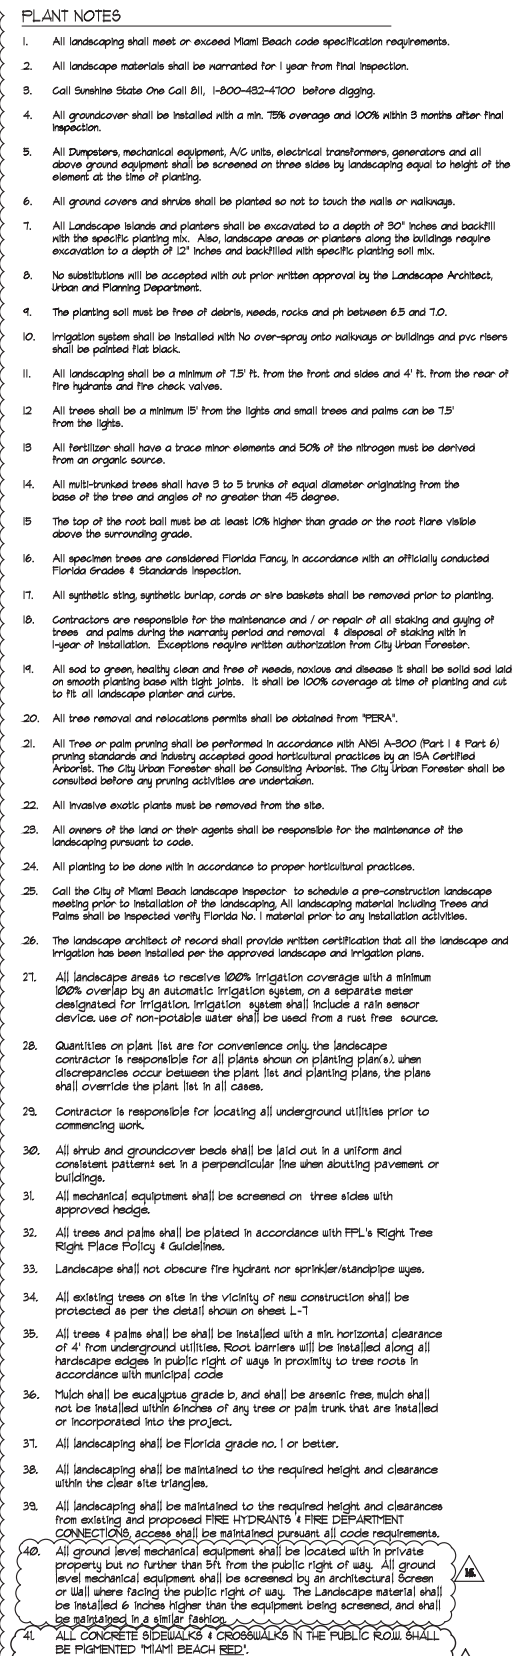 PLANT NOTES
1. All landscaping shall meet or exceed Miami Beach code specification requirements.
2. All landscape materials shall be warranted for 1 year from final inspection.
3. Call Sunshine State One Call 811, 1-800-432-4700 before digging.
4. All groundcover shall be installed with a min. 75% overage and 100% within 3 months after final
inspection.
5. All Dumpsters, mechanical equipment, A/C units, electrical transformers, generators and all
above ground equipment shall be screened on three sides by landscaping equal to height of the
element at the time of planting.
6. All ground covers and shrubs shall be planted so not to touch the walls or walkways.
7. All Landscape Islands and planters shall be excavated to a depth of 30" inches and backfill
with the specific planting mix. Also, landscape areas or planters along the buildings require
excavation to a depth of 12" inches and backfilled with specific planting soil mix.
8. No substitutions will be accepted with out prior written approval by the Landscape Architect,
Urban and Planning Department.
9. The planting soil must be free of debris, weeds, rocks and ph between 6.5 and 7.0.
10. Irrigation system shall be installed with No over-spray onto walkways or buildings and pvc risers
shall be painted flat black.
11. All landscaping shall be a minimum of 7.5' ft. from the front and sides and 4' ft. from the rear of
fire hydrants and fire check valves.
12 All trees shall be a minimum 15' from the lights and small trees and palms can be 7.5'
from the lights.
13 All fertilizer shall have a trace minor elements and 50% of the nitrogen must be derived
from an organic source.
14. All multi-trunked trees shall have 3 to 5 trunks of equal diameter originating from the
base of the tree and angles of no greater than 45 degree.
15 The top of the root ball must be at least 10% higher than grade or the root flare visible
above the surrounding grade.
16. All specimen trees are considered Florida Fancy, in accordance with an officially conducted
Florida Grades & Standards inspection.
17. All synthetic sting, synthetic burlap, cords or sire baskets shall be removed prior to planting.
18. Contractors are responsible for the maintenance and / or repair of all staking and guying of
trees and palms during the warranty period and removal & disposal of staking with in
1-year of installation. Exceptions require written authorization from City Urban Forester.
19. All sod to green, healthy clean and free of weeds, noxious and disease it shall be solid sod laid
on smooth planting base with tight joints. It shall be 100% coverage at time of planting and cut
to fit all landscape planter and curbs.
20. All tree removal and relocations permits shall be obtained from "PERA".
21. All Tree or palm pruning shall be performed in accordance with ANSI A-300 (Part 1 & Part 6)
pruning standards and industry accepted good horticultural practices by an ISA Certified
Arborist. The City Urban Forester shall be Consulting Arborist. The City Urban Forester shall be
consulted before any pruning activities are undertaken.
22. All invasive exotic plants must be removed from the site.
23. All owners of the land or their agents shall be responsible for the maintenance of the
landscaping pursuant to code.
24. All planting to be done with in accordance to proper horticultural practices.
25. Call the City of Miami Beach landscape inspector to schedule a pre-construction landscape
meeting prior to installation of the landscaping, All landscaping material including Trees and
Palms shall be inspected verify Florida No. 1 material prior to any installation activities.
26. The landscape architect of record shall provide written certification that all the landscape and
irrigation has been installed per the approved landscape and irrigation plans.
27. All landscape areas to receive 100% irrigation coverage with a minimum
100% overlap by an automatic irrigation system, on a separate meter
designated for irrigation. irrigation system shall include a rain sensor
device. use of non-potable water shall be used from a rust free source.
28. Quantities on plant list are for convenience only. the landscape
contractor is responsible for all plants shown on planting plan(s). when
discrepancies occur between the plant list and planting plans, the plans
shall override the plant list in all cases.
29. Contractor is responsible for locating all underground utilities prior to
commencing work.
30. All shrub and groundcover beds shall be laid out in a uniform and
consistent pattern± set in a perpendicular line when abutting pavement or
buildings.
31. All mechanical equiptment shall be screened on three sides with
approved hedge.
32. All trees and palms shall be plated in accordance with FPL's Right Tree
Right Place Policy & Guidelines.
33. Landscape shall not obscure fire hydrant nor sprinkler/standpipe wyes.
34. All existing trees on site in the vicinity of new construction shall be
protected as per the detail shown on sheet L-7
35. All trees & palms shall be shall be installed with a min. horizontal clearance
of 4' from underground utilities. Root barriers will be installed along all
hardscape edges in public right of ways in proximity to tree roots in
accordance with municipal code
36. Mulch shall be eucalyptus grade b, and shall be arsenic free, mulch shall
not be installed within 6inches of any tree or palm trunk that are installed
or incorporated into the project.
37. All landscaping shall be Florida grade no. 1 or better.
38. All landscaping shall be maintained to the required height and clearance
within the clear site triangles.
39. All landscaping shall be maintained to the required height and clearances
from existing and proposed FIRE HYDRANTS & FIRE DEPARTMENT
CONNECTIONS, access shall be maintained pursuant all code requirements.
40. All ground level mechanical equipment shall be located with in private
property but no further than 5ft from the public right of way. All ground
level mechanical equipment shall be screened by an architectural Screen
or Wall where facing the public right of way. The Landscape material shall
be installed 6 inches higher than the equipment being screened, and shall
be maintained in a similar fashion.
41. ALL CONCRETE SIDEWALKS & CROSSWALKS IN THE PUBLIC R.O.W. SHALL
BE PIGMENTED "MIAMI BEACH RED".